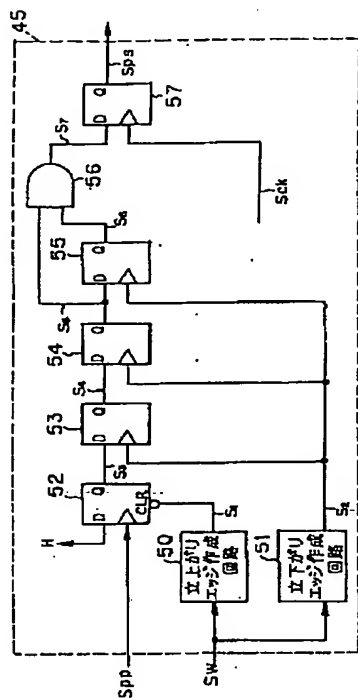 45
Sps
D Q
57
S7
56
S6
Sck
D Q
55
S5
D Q
54
S4
D Q
53
S3
D Q
52
CLR
H
Spp
S1
立上がり
エッジ作成
回路
50
立下がり
エッジ作成
回路
51
S2
Sw